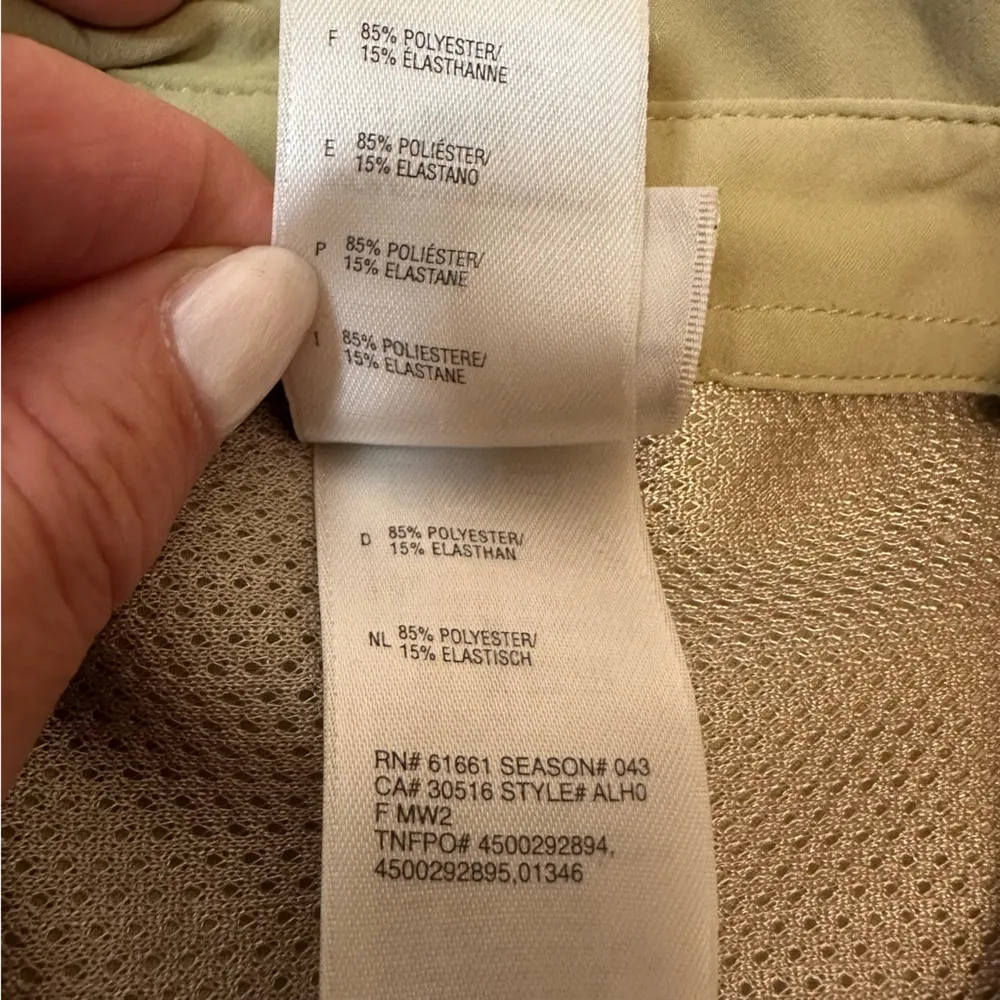 F 85% POLYESTER/
15% ÉLASTHANNE
E 85% POLIÉSTER/
15% ELASTANO
P 85% POLIÉSTER/
15% ELASTANE
I 85% POLIESTERE/
15% ELASTANE
D 85% POLYESTER/
15% ELASTHAN
NL 85% POLYESTER/
15% ELASTISCH
RN# 61661 SEASON# 043
CA# 30516 STYLE# ALH0
F MW2
TNFPO# 4500292894,
4500292895,01346